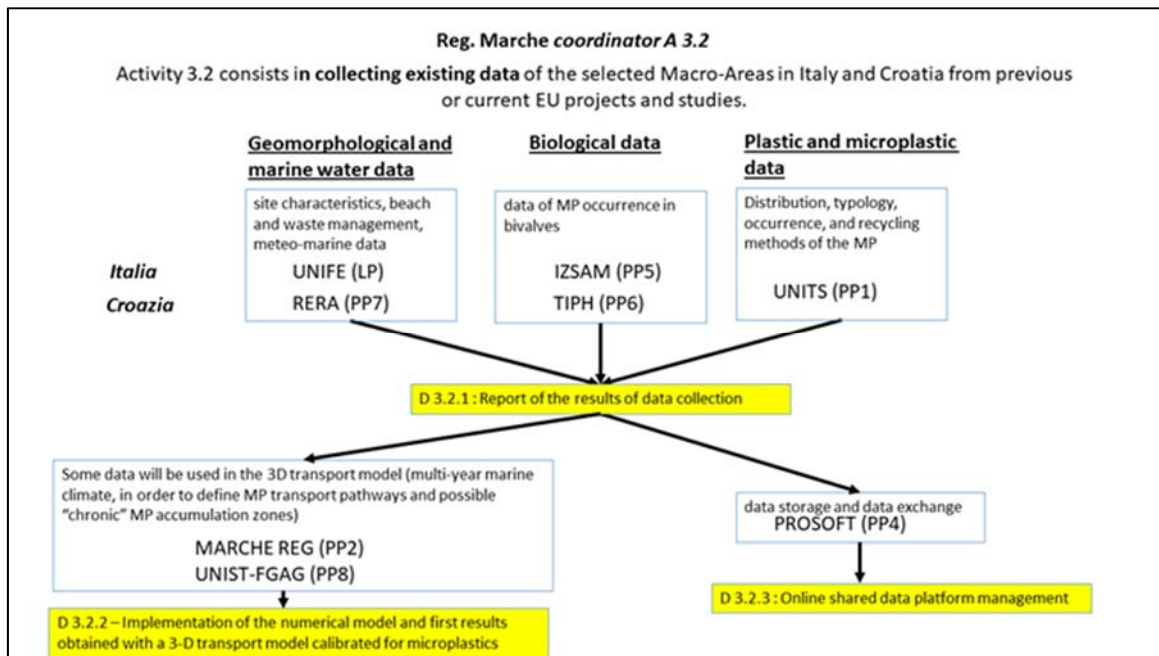 Reg. Marche coordinator A 3.2
Activity 3.2 consists in collecting existing data of the selected Macro-Areas in Italy and Croatia from previous
or current EU projects and studies.
Geomorphological and
marine water data
Biological data
Plastic and microplastic
data
site characteristics, beach
and waste management,
meteo-marine data
data of MP occurrence in
bivalves
Distribution, typology,
occurrence, and recycling
methods of the MP
Italia
UNIFE (LP)
IZSAM (PP5)
UNITS (PP1)
Croazia
RERA (PP7)
TIPH (PP6)
D 3.2.1 : Report of the results of data collection
Some data will be used in the 3D transport model (multi-year marine
climate, in order to define MP transport pathways and possible
“chronic” MP accumulation zones)
MARCHE REG (PP2)
UNIST-FGAG (PP8)
data storage and data exchange
PROSOFT (PP4)
D 3.2.2 – Implementation of the numerical model and first results
obtained with a 3-D transport model calibrated for microplastics
D 3.2.3 : Online shared data platform management